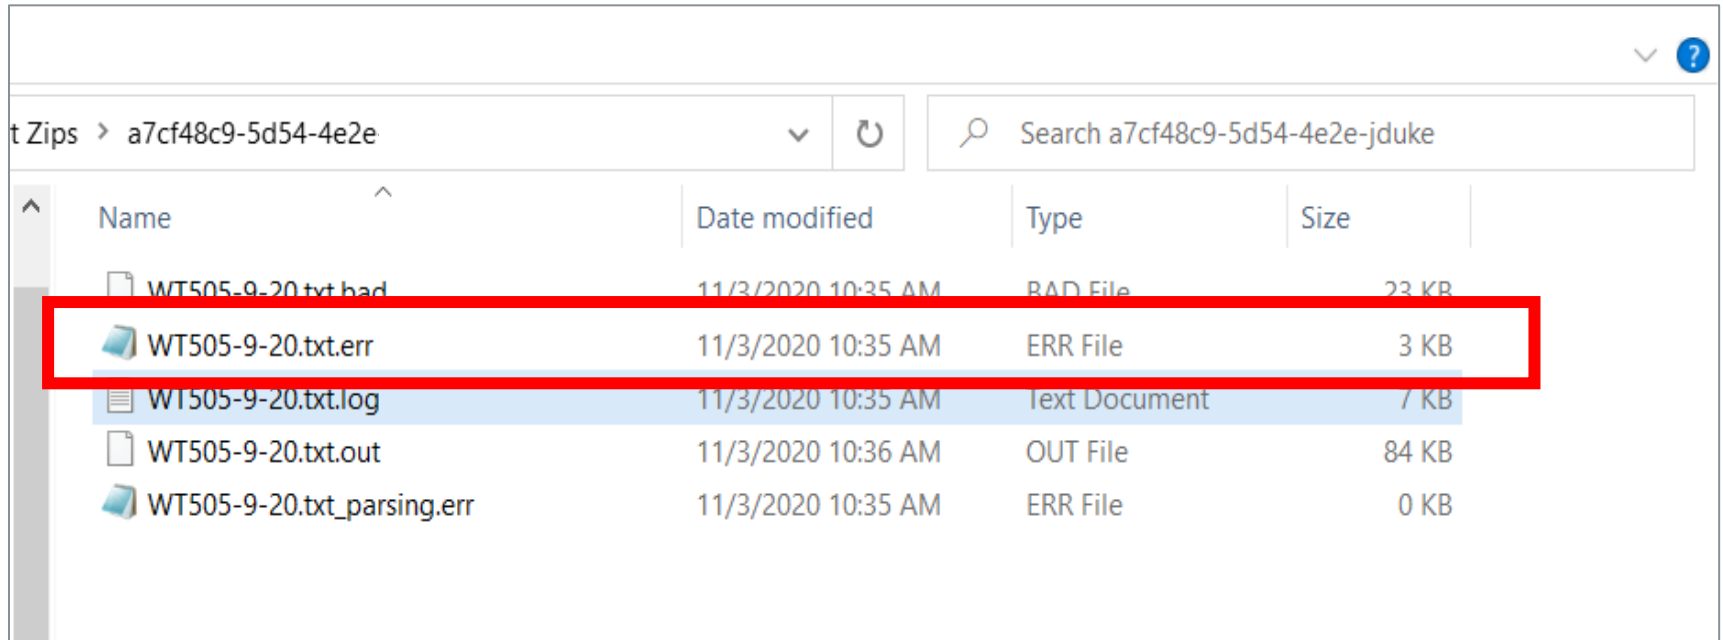 ?
t Zips > a7cf48c9-5d54-4e2e
Search a7cf48c9-5d54-4e2e-jduke
Name Date modified Type Size
WT505-9-20.txt.bad 11/3/2020 10:35 AM BAD File 23 KB
WT505-9-20.txt.err 11/3/2020 10:35 AM ERR File 3 KB
WT505-9-20.txt.log 11/3/2020 10:35 AM Text Document 7 KB
WT505-9-20.txt.out 11/3/2020 10:36 AM OUT File 84 KB
WT505-9-20.txt_parsing.err 11/3/2020 10:35 AM ERR File 0 KB